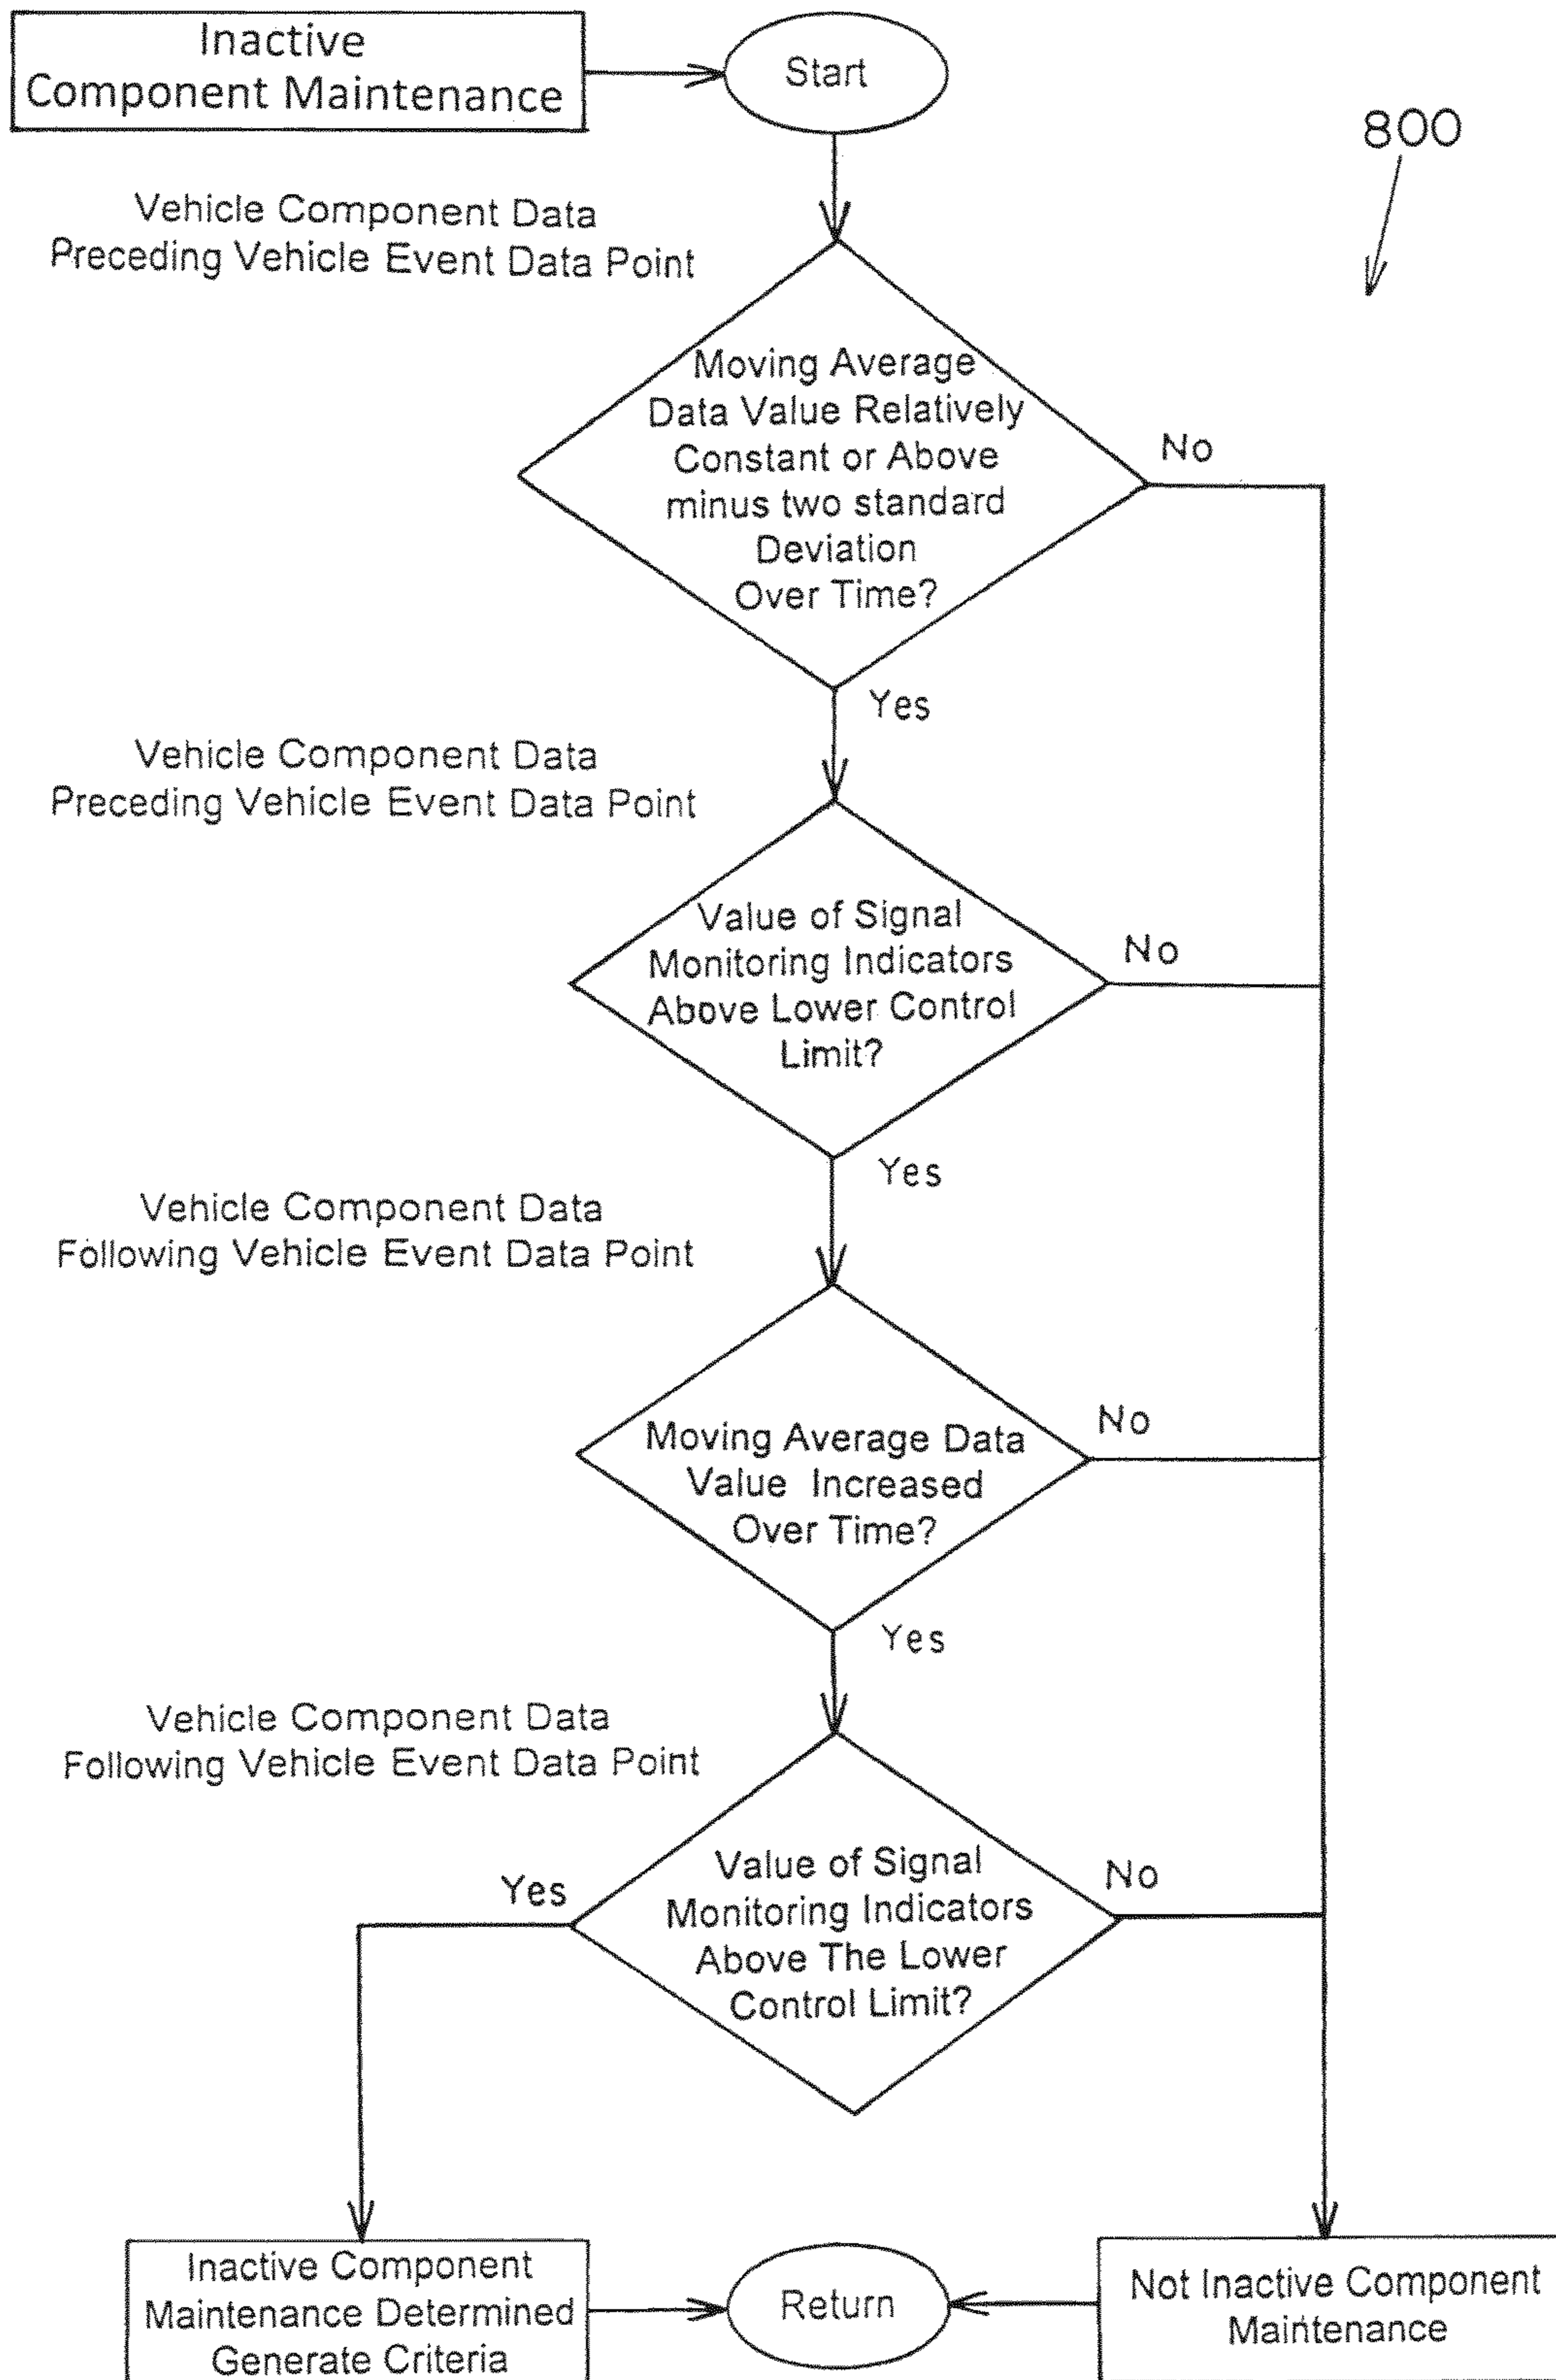 Inactive
Component Maintenance
Start
800
Vehicle Component Data
Preceding Vehicle Event Data Point
Moving Average
Data Value Relatively
Constant or Above
minus two standard
Deviation
Over Time?
No
Yes
Vehicle Component Data
Preceding Vehicle Event Data Point
Value of Signal
Monitoring Indicators
Above Lower Control
Limit?
No
Yes
Vehicle Component Data
Following Vehicle Event Data Point
Moving Average Data
Value Increased
Over Time?
No
Yes
Vehicle Component Data
Following Vehicle Event Data Point
Value of Signal
Monitoring Indicators
Above The Lower
Control Limit?
Yes
No
Inactive Component
Maintenance Determined
Generate Criteria
Return
Not Inactive Component
Maintenance